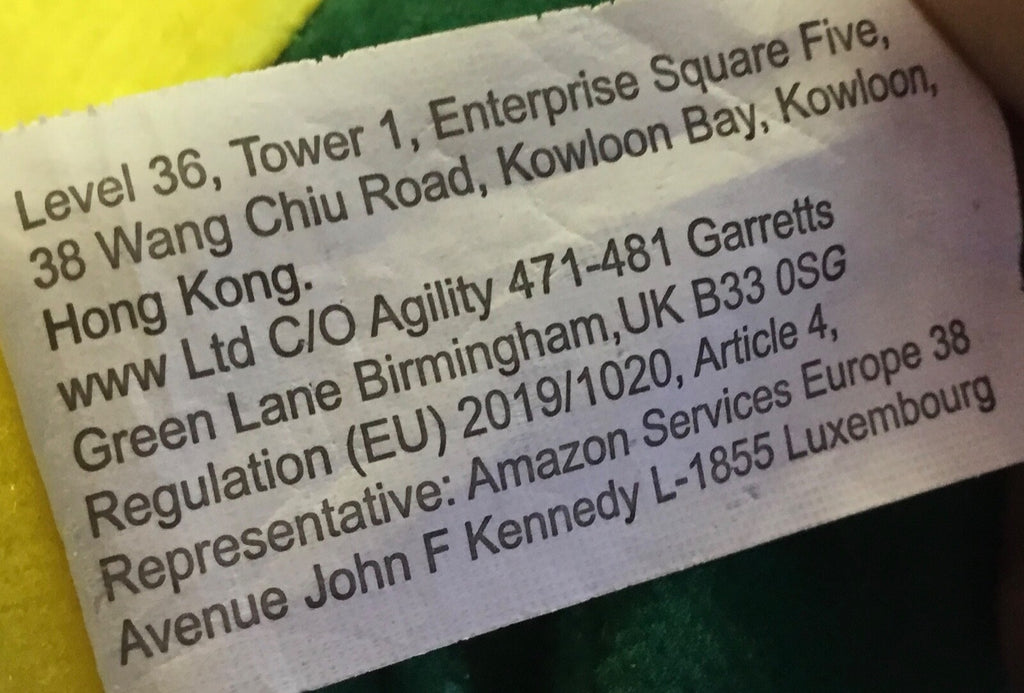 Level 36, Tower 1, Enterprise Square Five,
38 Wang Chiu Road, Kowloon Bay, Kowloon,
Hong Kong.
www Ltd C/O Agility 471-481 Garretts
Green Lane Birmingham,UK B33 0SG
Regulation (EU) 2019/1020, Article 4,
Representative: Amazon Services Europe 38
Avenue John F Kennedy L-1855 Luxembourg